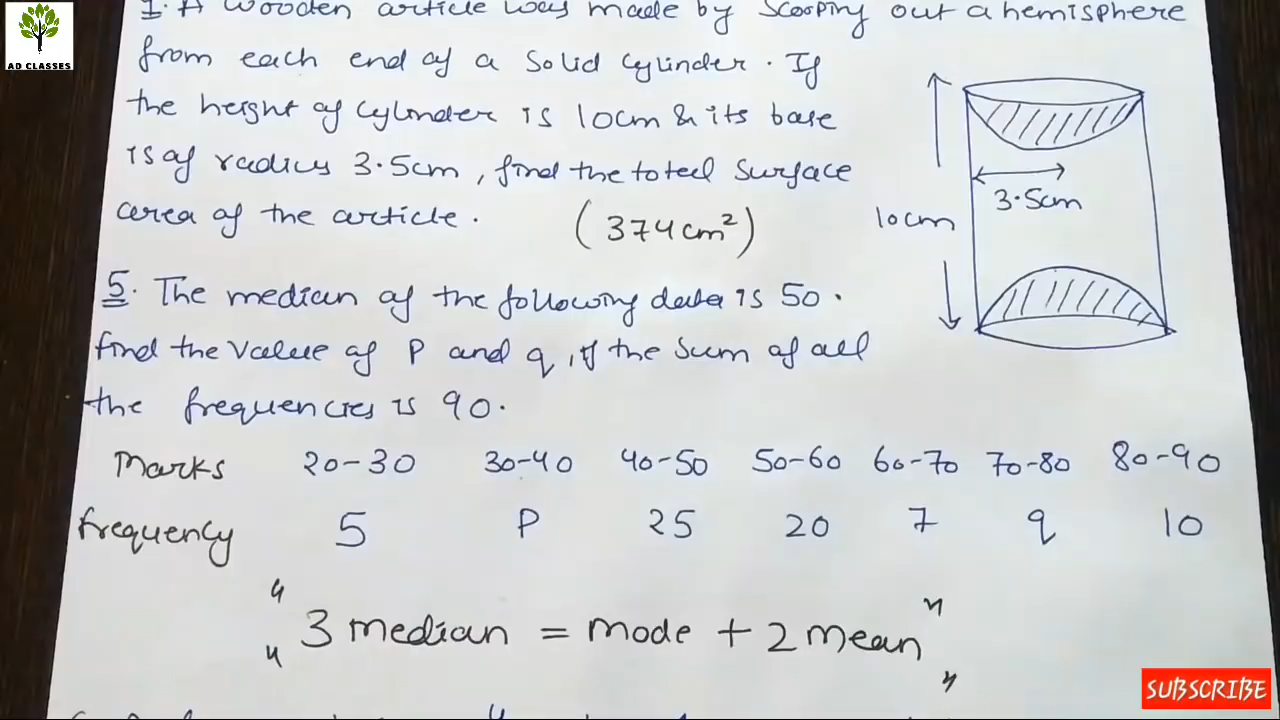 AD CLASSES
1. A wooden article was made by scooping out a hemisphere
from each end of a solid cylinder. If
the height of cylinder is 10cm & its base
is of radius 3.5cm, find the total surface
area of the article. (374cm²)
10cm
3.5cm
5. The median of the following data is 50.
find the value of P and q, if the sum of all
the frequencies is 90.
Marks 20-30 30-40 40-50 50-60 60-70 70-80 80-90
frequency 5 P 25 20 7 q 10
"3 median = mode + 2 mean"
SUBSCRIBE